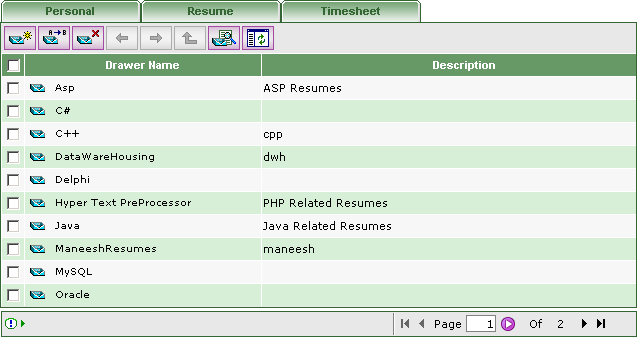 Personal Resume Timesheet
A B
Drawer Name Description
Asp ASP Resumes
C#
C++ cpp
DataWareHousing dwh
Delphi
Hyper Text PreProcessor PHP Related Resumes
Java Java Related Resumes
ManeeshResumes maneesh
MySQL
Oracle
Page 1 Of 2